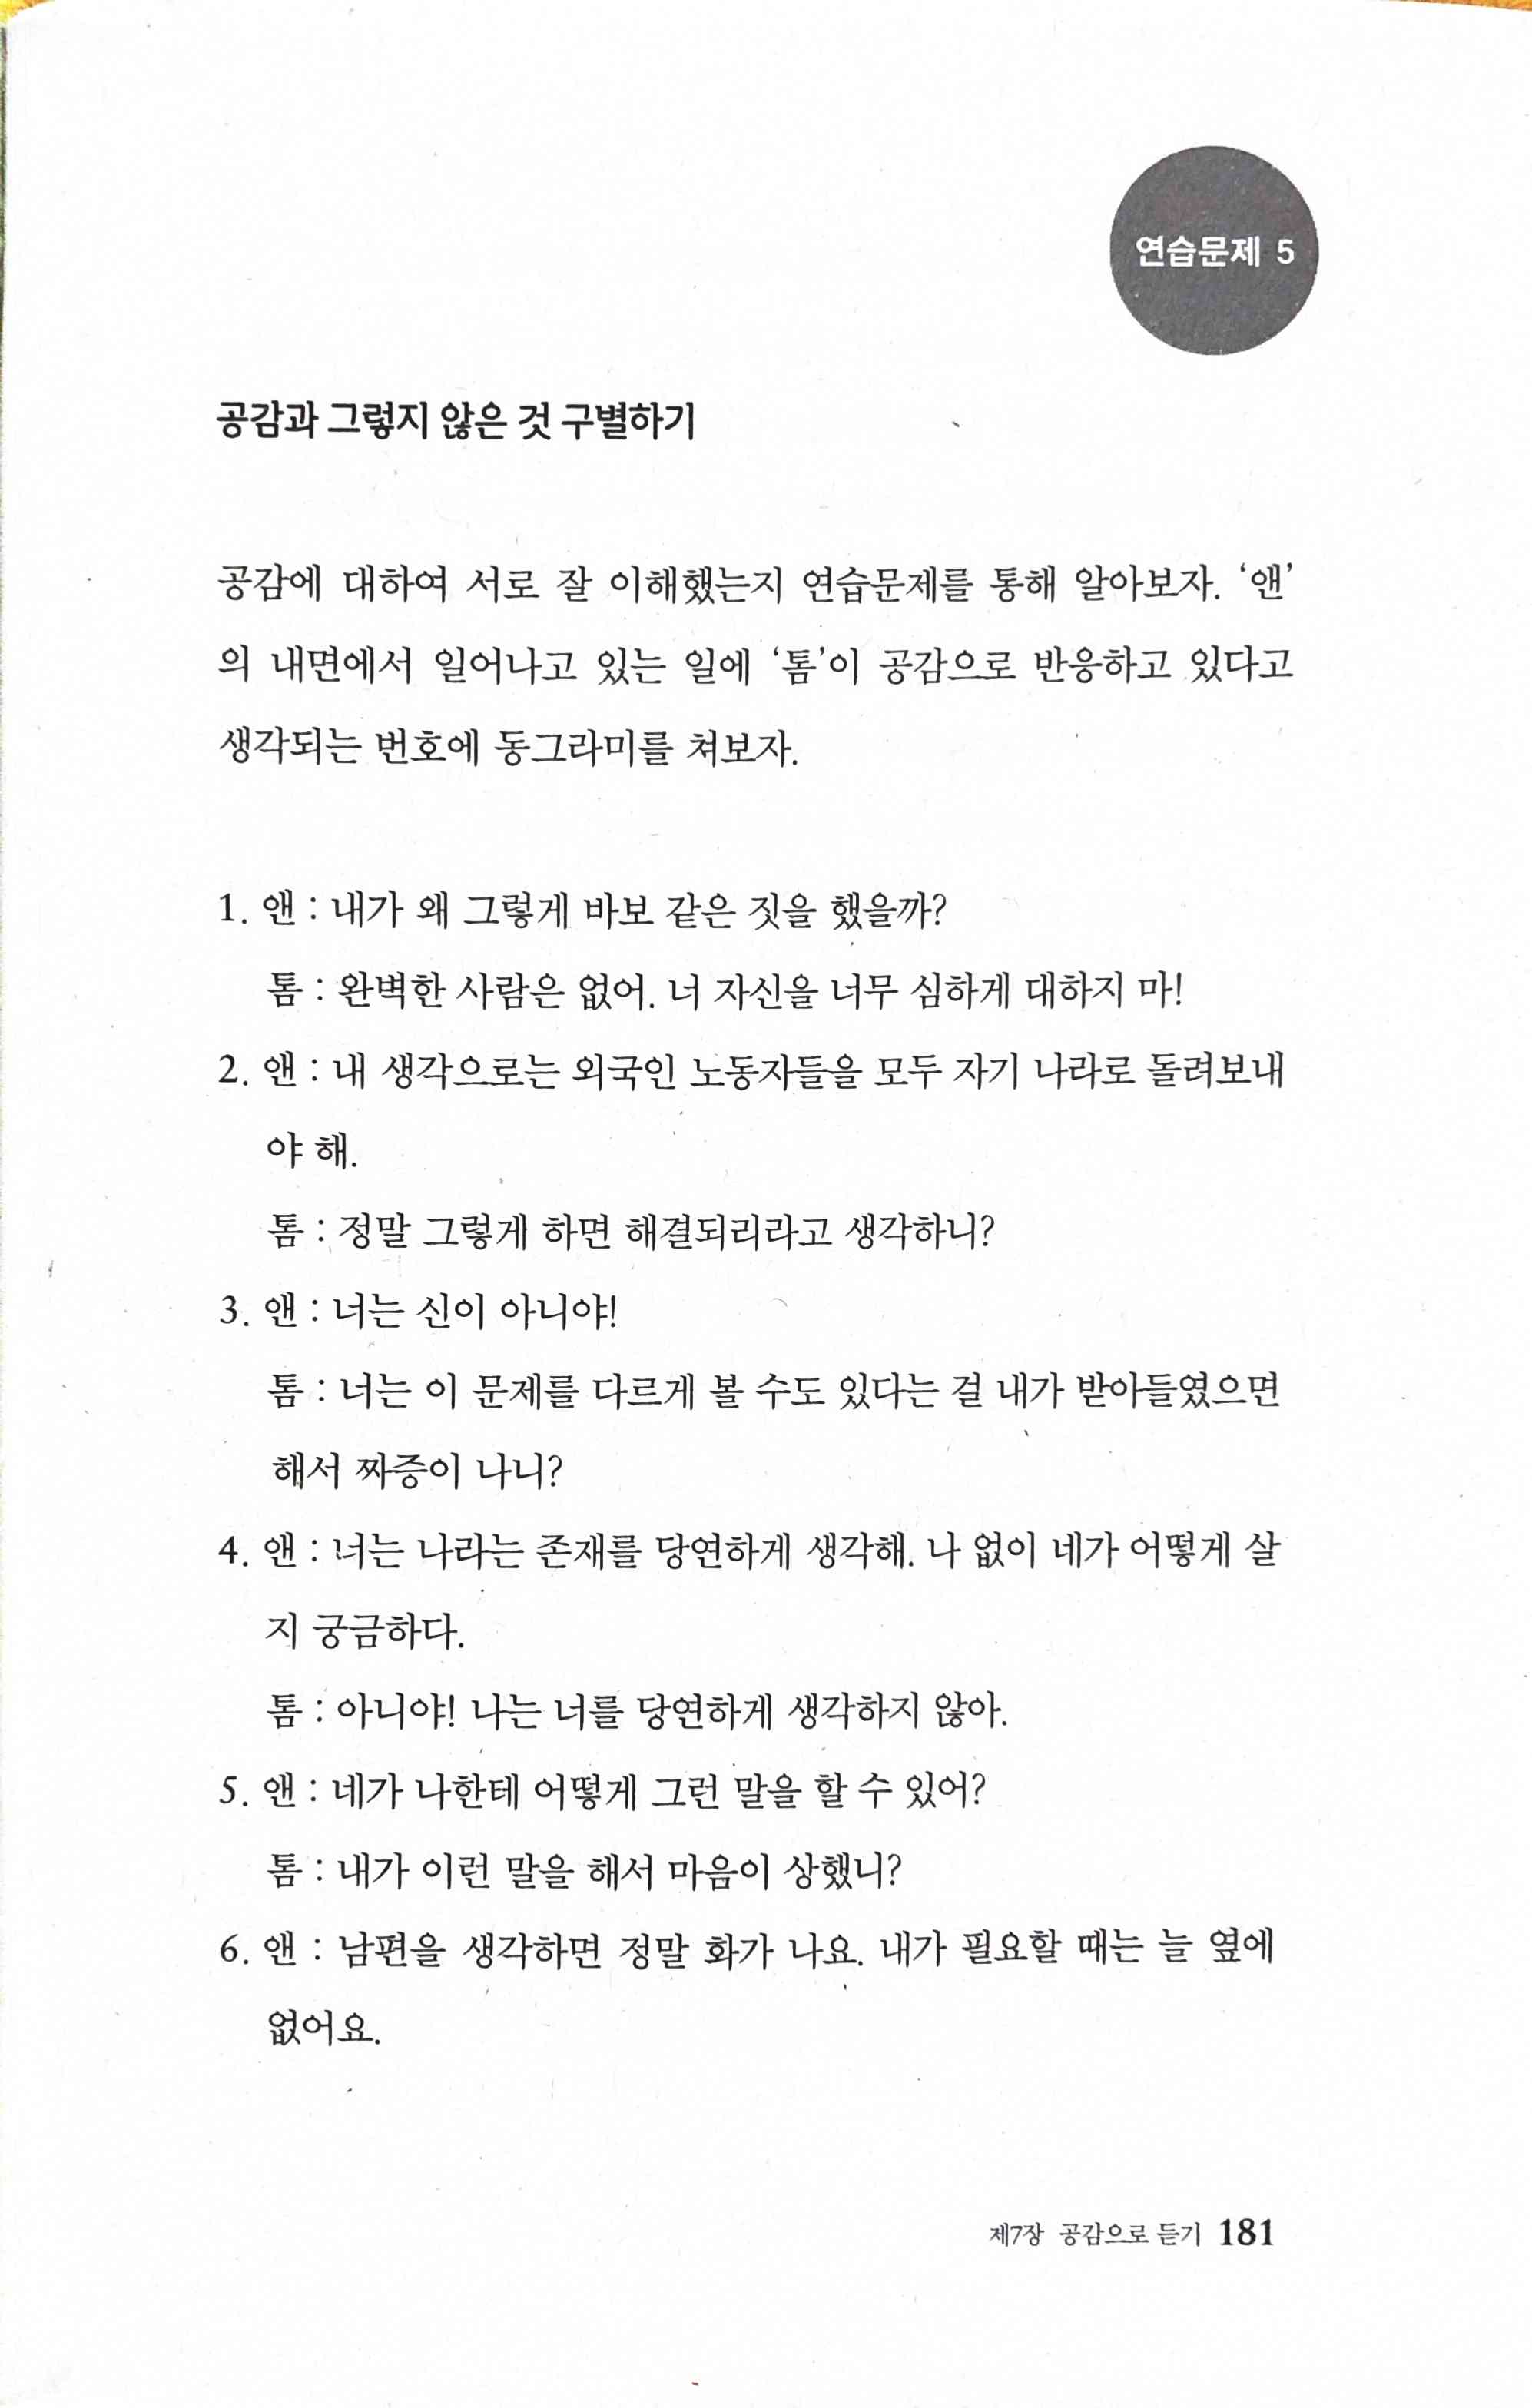 연습문제 5
공감과 그렇지 않은 것 구별하기
공감에 대하여 서로 잘 이해했는지 연습문제를 통해 알아보자. ‘앤’
의 내면에서 일어나고 있는 일에 ‘톰’이 공감으로 반응하고 있다고
생각되는 번호에 동그라미를 쳐보자.
1. 앤 : 내가 왜 그렇게 바보 같은 짓을 했을까?
톰 : 완벽한 사람은 없어. 너 자신을 너무 심하게 대하지 마!
2. 앤 : 내 생각으로는 외국인 노동자들을 모두 자기 나라로 돌려보내
야 해.
톰 : 정말 그렇게 하면 해결되리라고 생각하니?
3. 앤 : 너는 신이 아니야!
톰 : 너는 이 문제를 다르게 볼 수도 있다는 걸 내가 받아들였으면
해서 짜증이 나니?
4. 앤 : 너는 나라는 존재를 당연하게 생각해. 나 없이 네가 어떻게 살
지 궁금하다.
톰 : 아니야! 나는 너를 당연하게 생각하지 않아.
5. 앤 : 네가 나한테 어떻게 그런 말을 할 수 있어?
톰 : 내가 이런 말을 해서 마음이 상했니?
6. 앤 : 남편을 생각하면 정말 화가 나요. 내가 필요할 때는 늘 옆에
없어요.
제7장 공감으로 듣기 181